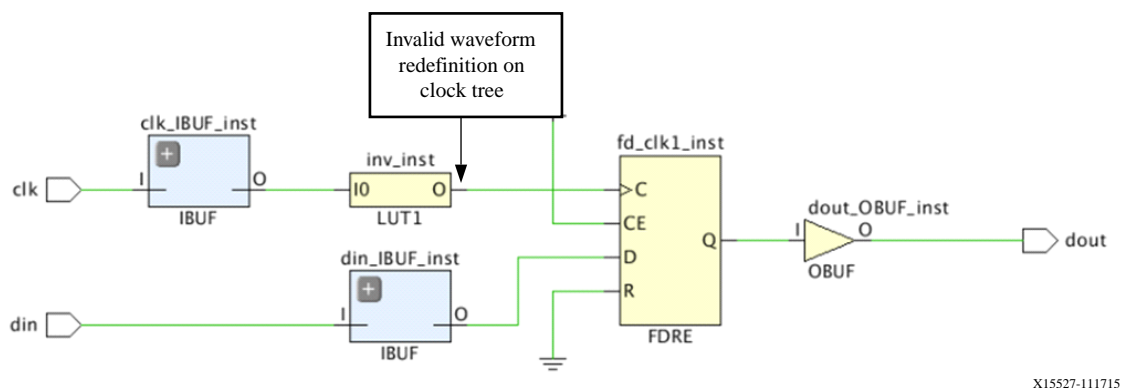 Invalid waveform
redefinition on
clock tree
clk_IBUF_inst
fd_clk1_inst
inv_inst
+
clk
I
O
I0
O
C
IBUF
LUT1
dout_OBUF_inst
CE
din_IBUF_inst
Q
I
O
dout
D
OBUF
+
R
din
I
O
IBUF
FDRE
X15527-111715